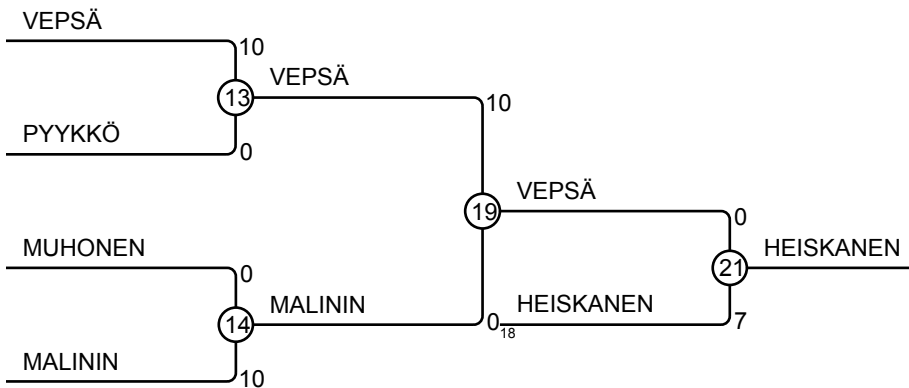 VEPSÄ
10
13
VEPSÄ
10
PYYKKÖ
0
19
VEPSÄ
0
MUHONEN
0
21
HEISKANEN
14
MALININ
0
18
HEISKANEN
7
MALININ
10